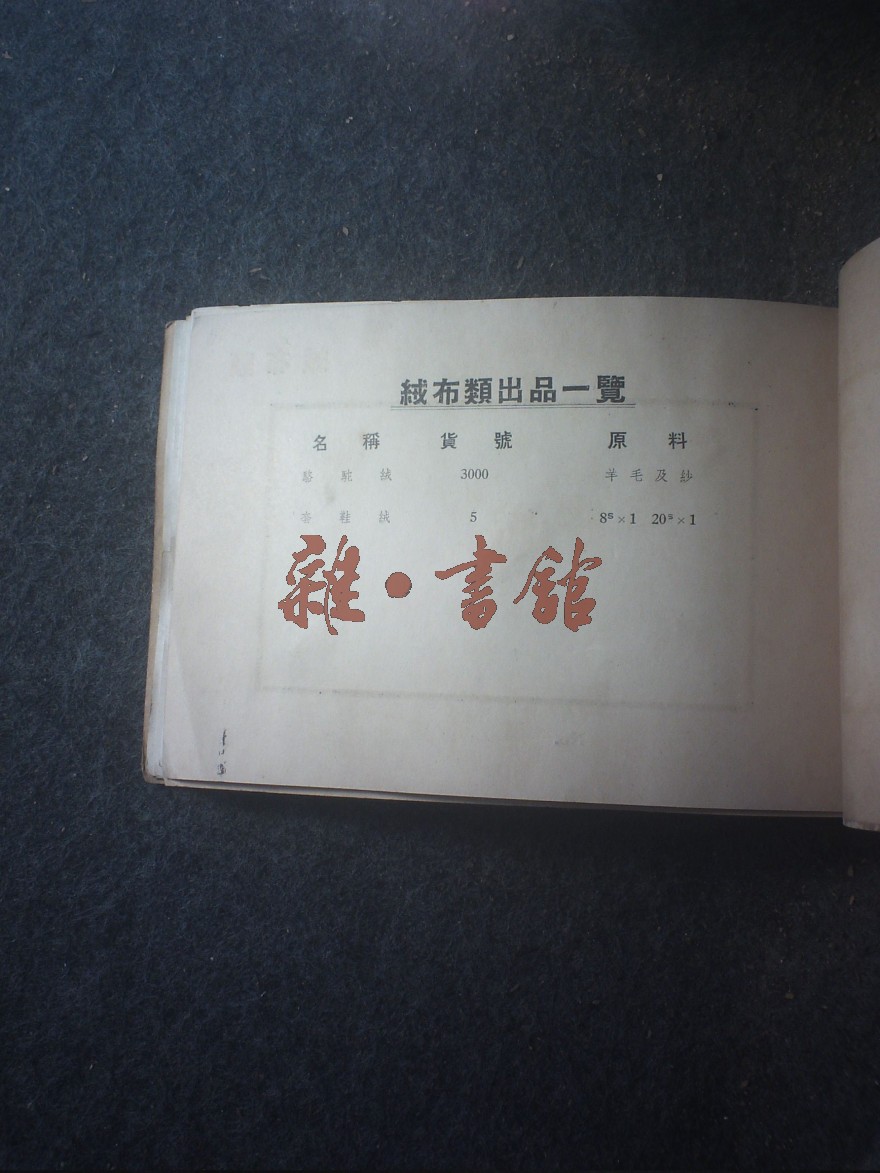 絨布類出品一覽
名稱 貨號 原料
駱駝絨 3000 羊毛及紗
鞋絨 5 8s×1 20s×1
雜・書館